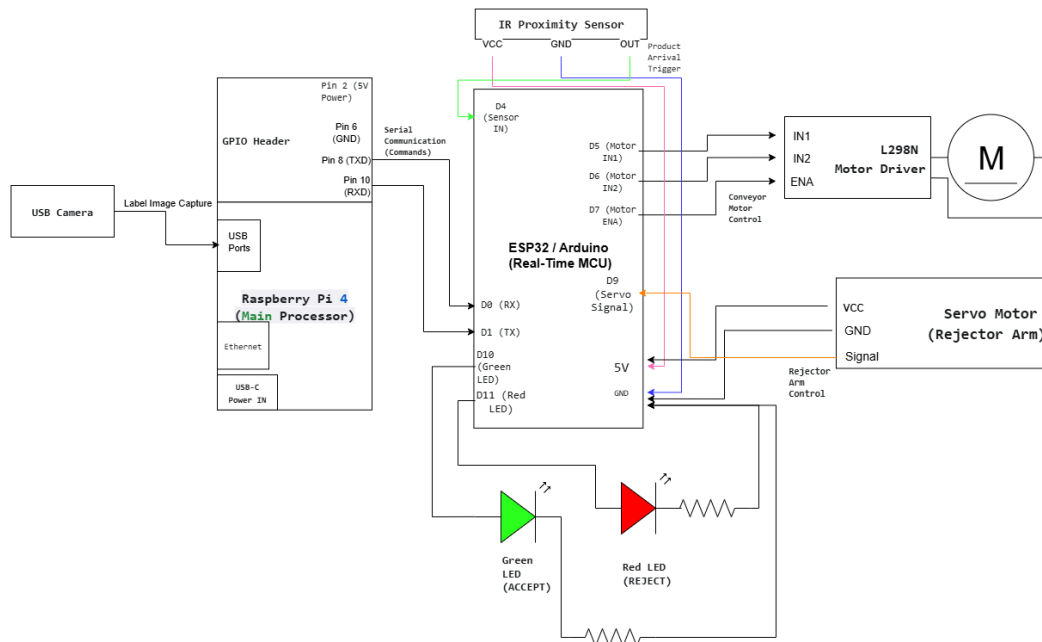 IR Proximity Sensor
VCC
GND
OUT
Product
Arrival
Trigger
Pin 2 (5V
Power)
Pin 6
(GND)
GPIO Header
Pin 8 (TXD)
Pin 10
(RXD)
Serial
Communication
(Commands)
D4
(Sensor
IN)
D5 (Motor
IN1)
D6 (Motor
IN2)
D7 (Motor
ENA)
IN1
IN2
ENA
L298N
Motor Driver
M
Conveyor
Motor
Control
USB Camera
Label Image Capture
USB
Ports
Raspberry Pi 4
(Main Processor)
Ethernet
USB-C
Power IN
ESP32 / Arduino
(Real-Time MCU)
D9
(Servo
Signal)
D0 (RX)
D1 (TX)
D10
(Green
LED)
D11 (Red
LED)
5V
GND
VCC
GND
Signal
Servo Motor
(Rejector Arm)
Rejector
Arm
Control
Green
LED
(ACCEPT)
Red LED
(REJECT)